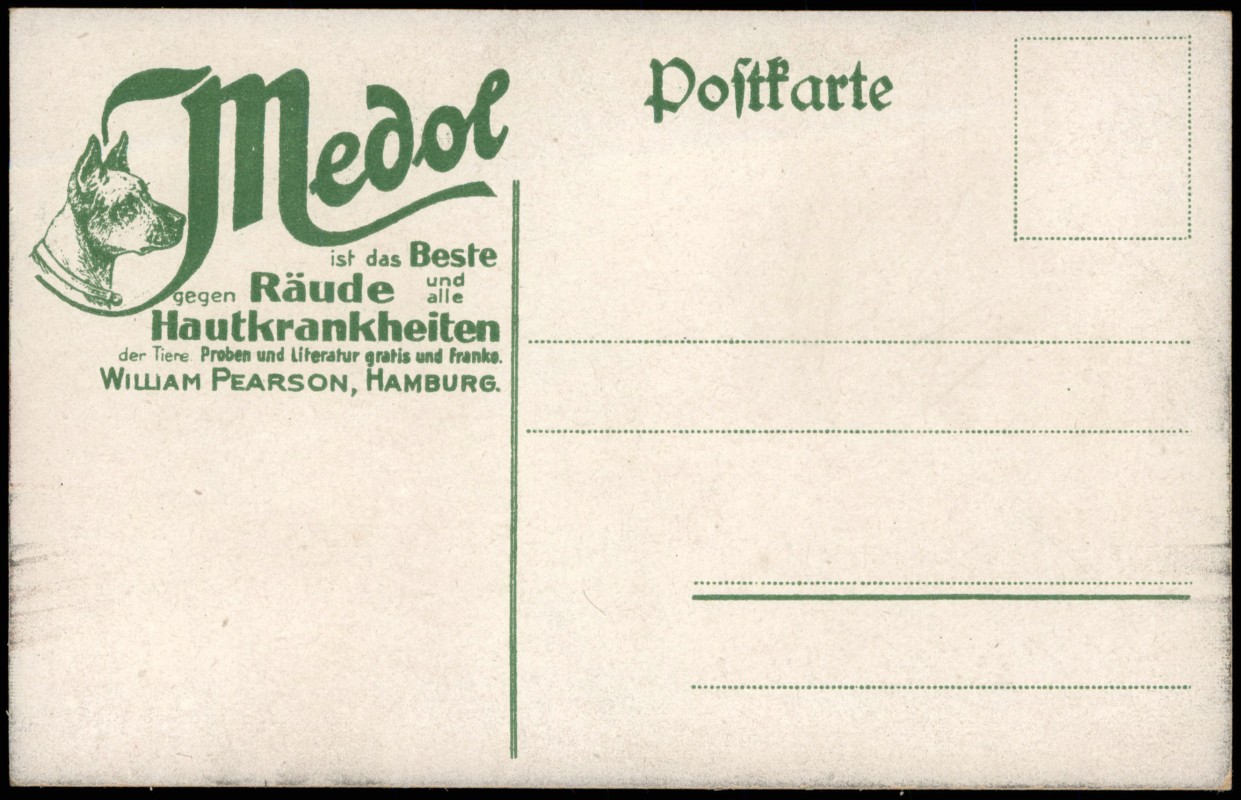 Medol
ist das Beste
gegen Räude und alle
Hautkrankheiten
der Tiere. Proben und Literatur gratis und Franko.
WILLIAM PEARSON, HAMBURG.
Poſtkarte